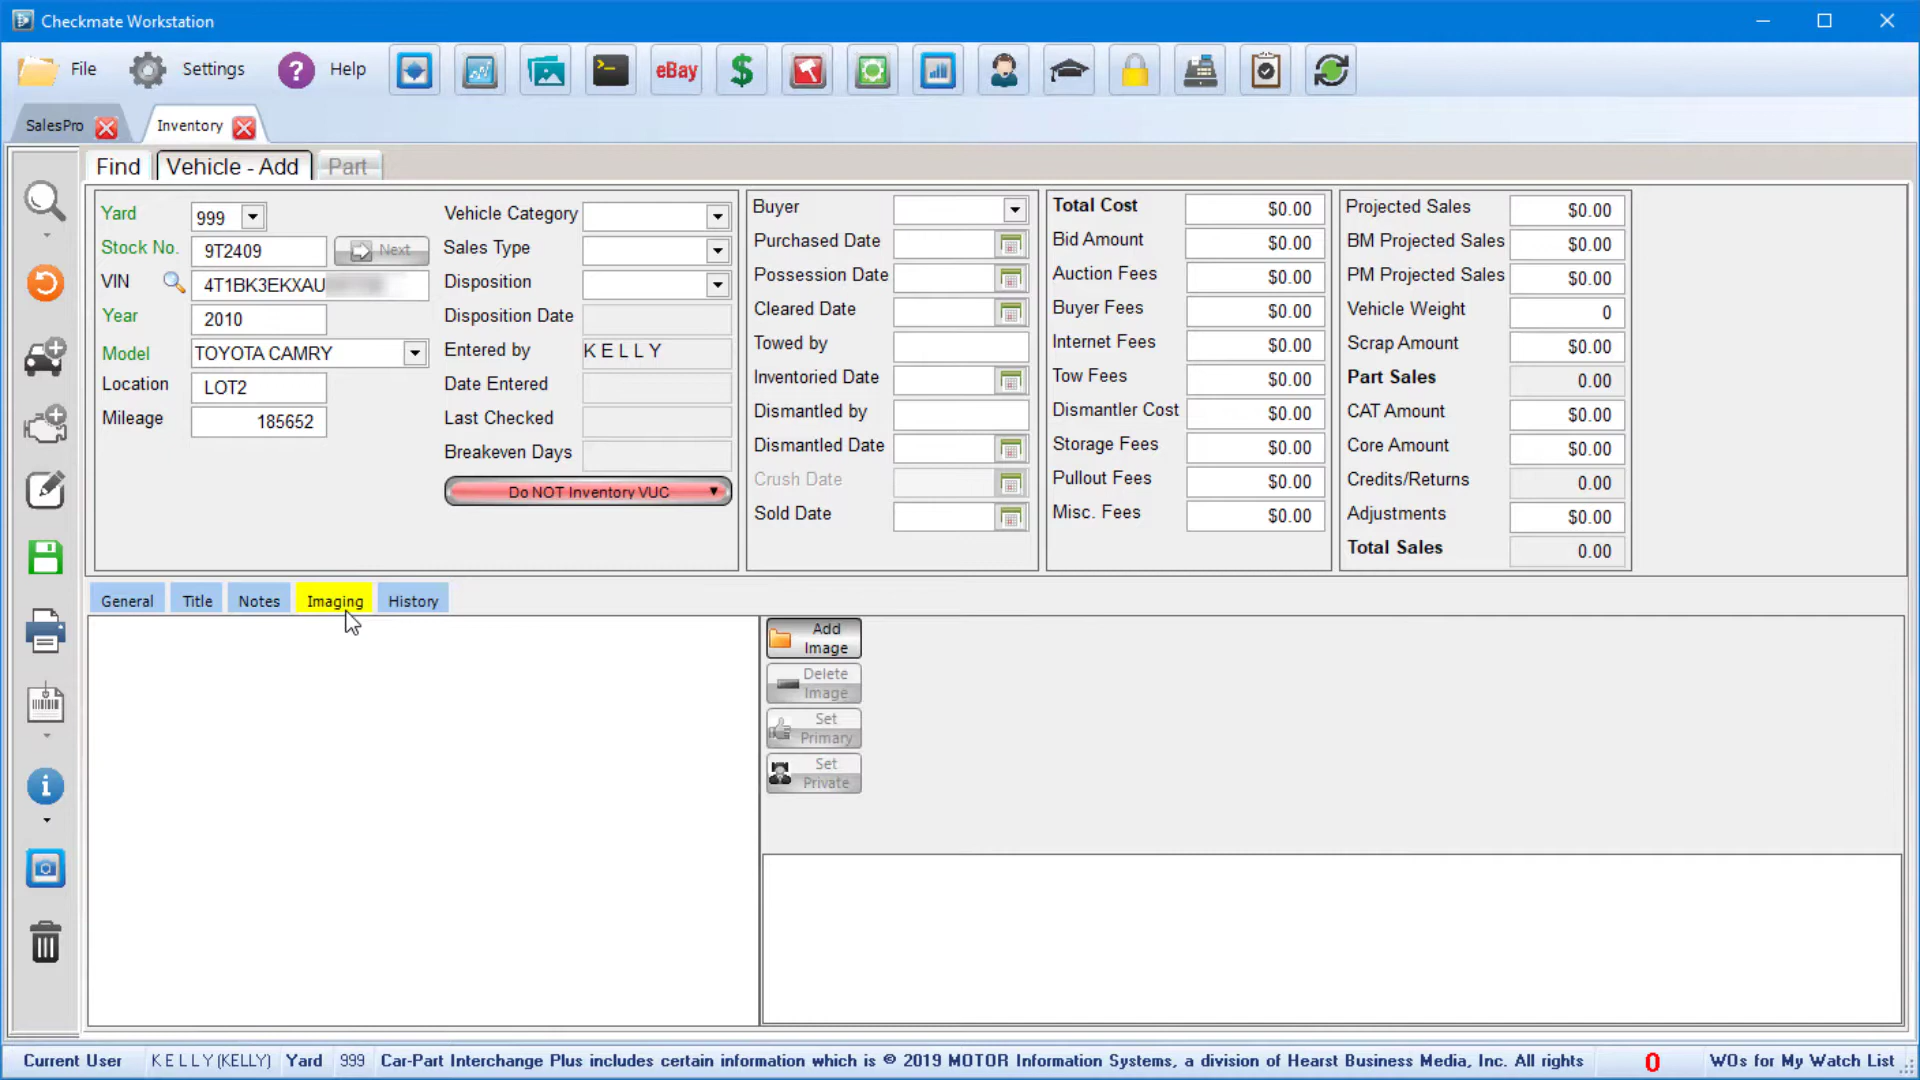 Checkmate Workstation
File Settings Help eBay
SalesPro Inventory
Find Vehicle - Add Part
Yard 999
Stock No. 9T2409 Next
VIN 4T1BK3EKXAU
Year 2010
Model TOYOTA CAMRY
Location LOT2
Mileage 185652
Vehicle Category
Sales Type
Disposition
Disposition Date
Entered by K E L L Y
Date Entered
Last Checked
Breakeven Days
Do NOT Inventory VUC
Buyer
Purchased Date
Possession Date
Cleared Date
Towed by
Inventoried Date
Dismantled by
Dismantled Date
Crush Date
Sold Date
Total Cost $0.00
Bid Amount $0.00
Auction Fees $0.00
Buyer Fees $0.00
Internet Fees $0.00
Tow Fees $0.00
Dismantler Cost $0.00
Storage Fees $0.00
Pullout Fees $0.00
Misc. Fees $0.00
Projected Sales $0.00
BM Projected Sales $0.00
PM Projected Sales $0.00
Vehicle Weight 0
Scrap Amount $0.00
Part Sales 0.00
CAT Amount $0.00
Core Amount $0.00
Credits/Returns 0.00
Adjustments $0.00
Total Sales 0.00
General Title Notes Imaging History
Add
Image
Delete
Image
Set
Primary
Set
Private
Current User K E L L Y (KELLY) Yard 999 Car-Part Interchange Plus includes certain information which is © 2019 MOTOR Information Systems, a division of Hearst Business Media, Inc. All rights 0 WOs for My Watch List